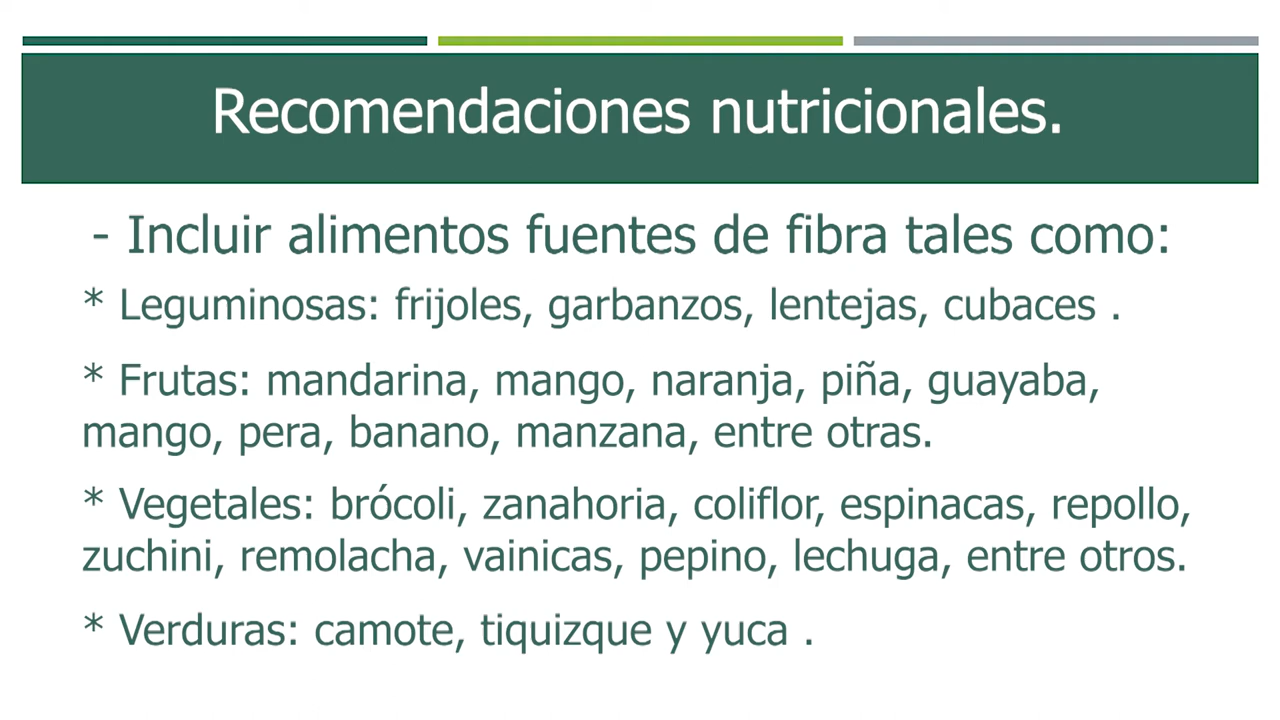 Recomendaciones nutricionales.
- Incluir alimentos fuentes de fibra tales como:
* Leguminosas: frijoles, garbanzos, lentejas, cubaces .
* Frutas: mandarina, mango, naranja, piña, guayaba,
mango, pera, banano, manzana, entre otras.
* Vegetales: brócoli, zanahoria, coliflor, espinacas, repollo,
zuchini, remolacha, vainicas, pepino, lechuga, entre otros.
* Verduras: camote, tiquizque y yuca .